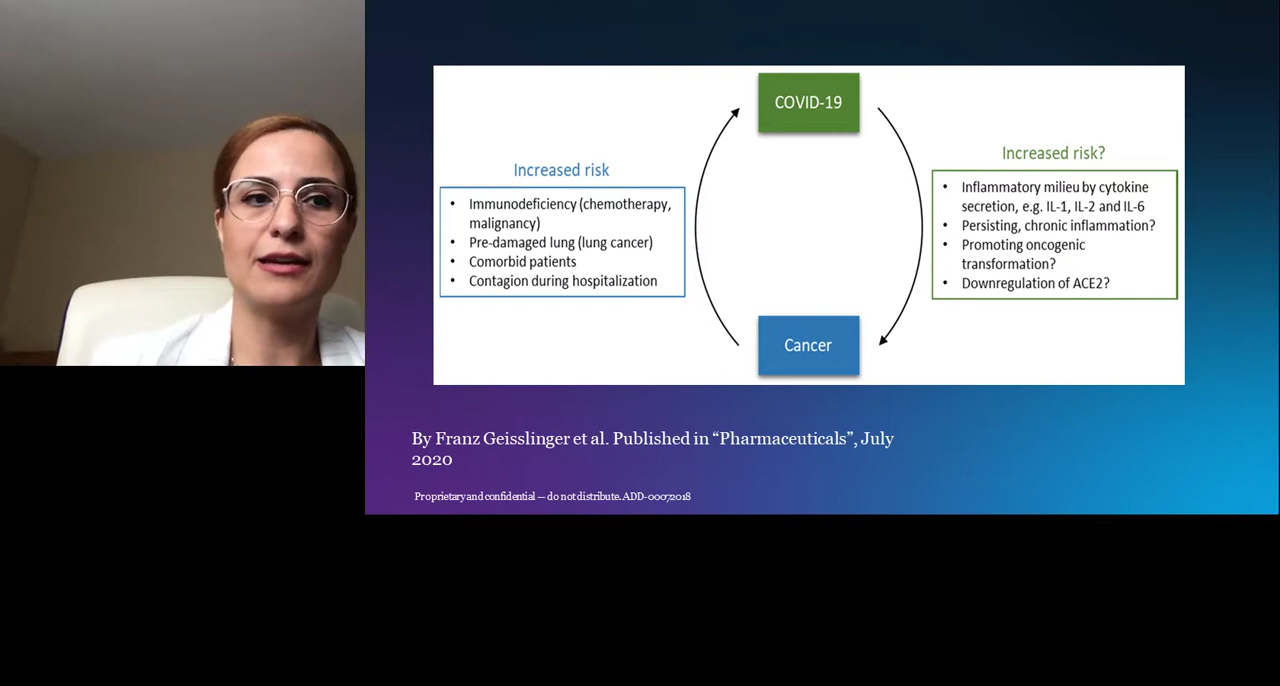 COVID-19
Increased risk
• Immunodeficiency (chemotherapy,
malignancy)
• Pre-damaged lung (lung cancer)
• Comorbid patients
• Contagion during hospitalization
Increased risk?
• Inflammatory milieu by cytokine
secretion, e.g. IL-1, IL-2 and IL-6
• Persisting, chronic inflammation?
• Promoting oncogenic
transformation?
• Downregulation of ACE2?
Cancer
By Franz Geisslinger et al. Published in “Pharmaceuticals”, July
2020
Proprietary and confidential — do not distribute. ADD-00072018